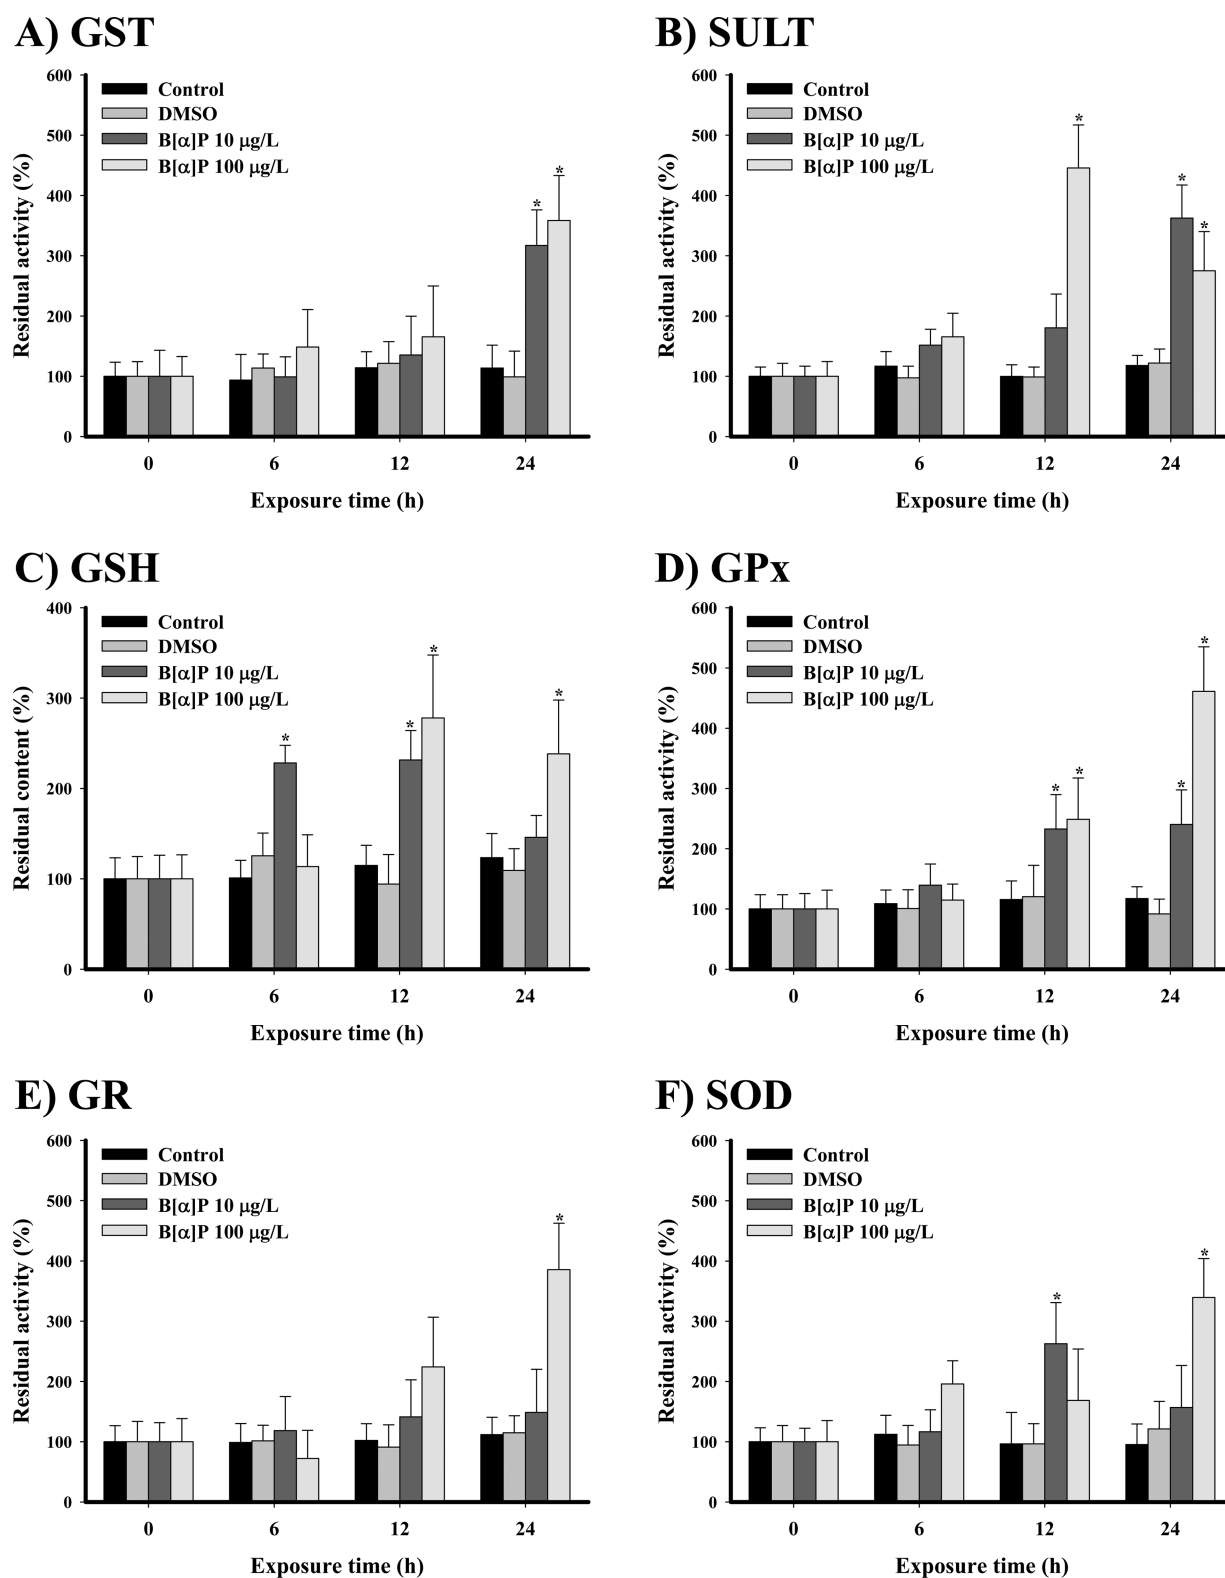 A) GST
600
500
400
300
200
100
0
Residual activity (%)
Control
DMSO
B[α]P 10 μg/L
B[α]P 100 μg/L
* *
0 6 12 24
Exposure time (h)
B) SULT
600
500
400
300
200
100
0
Residual activity (%)
Control
DMSO
B[α]P 10 μg/L
B[α]P 100 μg/L
* * *
0 6 12 24
Exposure time (h)
C) GSH
400
300
200
100
0
Residual content (%)
Control
DMSO
B[α]P 10 μg/L
B[α]P 100 μg/L
* * * *
0 6 12 24
Exposure time (h)
D) GPx
600
500
400
300
200
100
0
Residual activity (%)
Control
DMSO
B[α]P 10 μg/L
B[α]P 100 μg/L
* * * *
0 6 12 24
Exposure time (h)
E) GR
600
500
400
300
200
100
0
Residual activity (%)
Control
DMSO
B[α]P 10 μg/L
B[α]P 100 μg/L
*
0 6 12 24
Exposure time (h)
F) SOD
600
500
400
300
200
100
0
Residual activity (%)
Control
DMSO
B[α]P 10 μg/L
B[α]P 100 μg/L
* *
0 6 12 24
Exposure time (h)